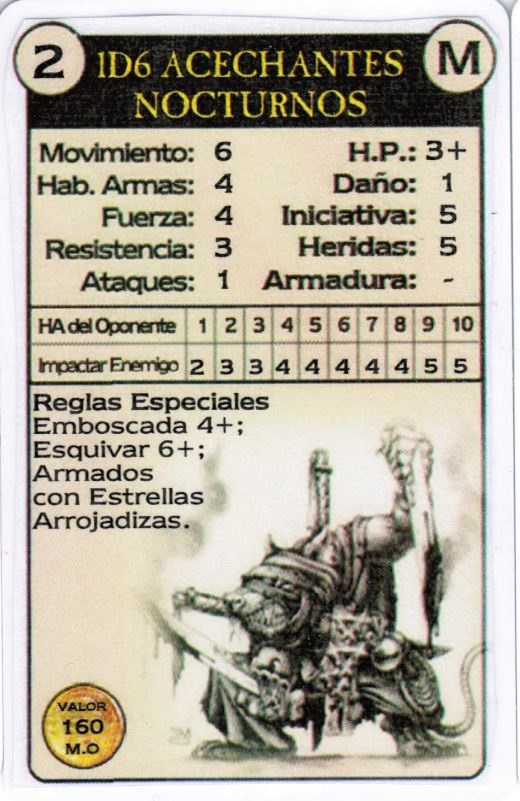 2
1D6 ACECHANTES
NOCTURNOS
M
Movimiento: 6 H.P.: 3+
Hab. Armas: 4 Daño: 1
Fuerza: 4 Iniciativa: 5
Resistencia: 3 Heridas: 5
Ataques: 1 Armadura: -
HA del Oponente 1 2 3 4 5 6 7 8 9 10
Impactar Enemigo 2 3 3 4 4 4 4 4 5 5
Reglas Especiales
Emboscada 4+;
Esquivar 6+;
Armados
con Estrellas
Arrojadizas.
VALOR
160
M.O